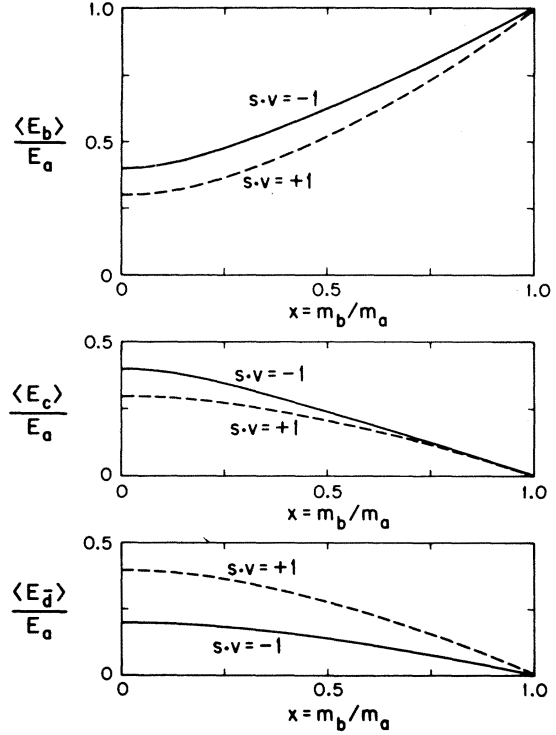 1.0
s·v = -1
⟨E_b⟩
E_a
0.5
s·v = +1
0
0 0.5 1.0
x = m_b/m_a
0.5
s·v = -1
⟨E_c⟩
E_a
s·v = +1
0
0 0.5 1.0
x = m_b/m_a
0.5
s·v = +1
⟨E_d̄⟩
E_a
s·v = -1
0
0 0.5 1.0
x = m_b/m_a